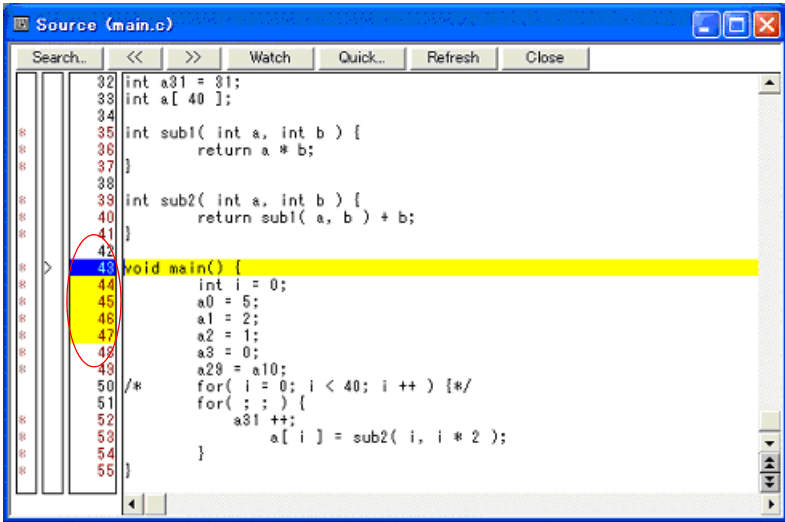 Source (main.c)
Search... << >> Watch Quick... Refresh Close
32 int a31 = 31;
33 int a[ 40 ];
34
* 35 int sub1( int a, int b ) {
* 36         return a * b;
* 37 }
38
* 39 int sub2( int a, int b ) {
* 40         return sub1( a, b ) + b;
* 41 }
42
* > 43 void main() {
* 44         int i = 0;
* 45         a0 = 5;
* 46         a1 = 2;
* 47         a2 = 1;
* 48         a3 = 0;
* 49         a29 = a10;
50 /*      for( i = 0; i < 40; i ++ ) {*/
51         for( ; ; ) {
* 52             a31 ++;
* 53                 a[ i ] = sub2( i, i * 2 );
* 54         }
* 55 }